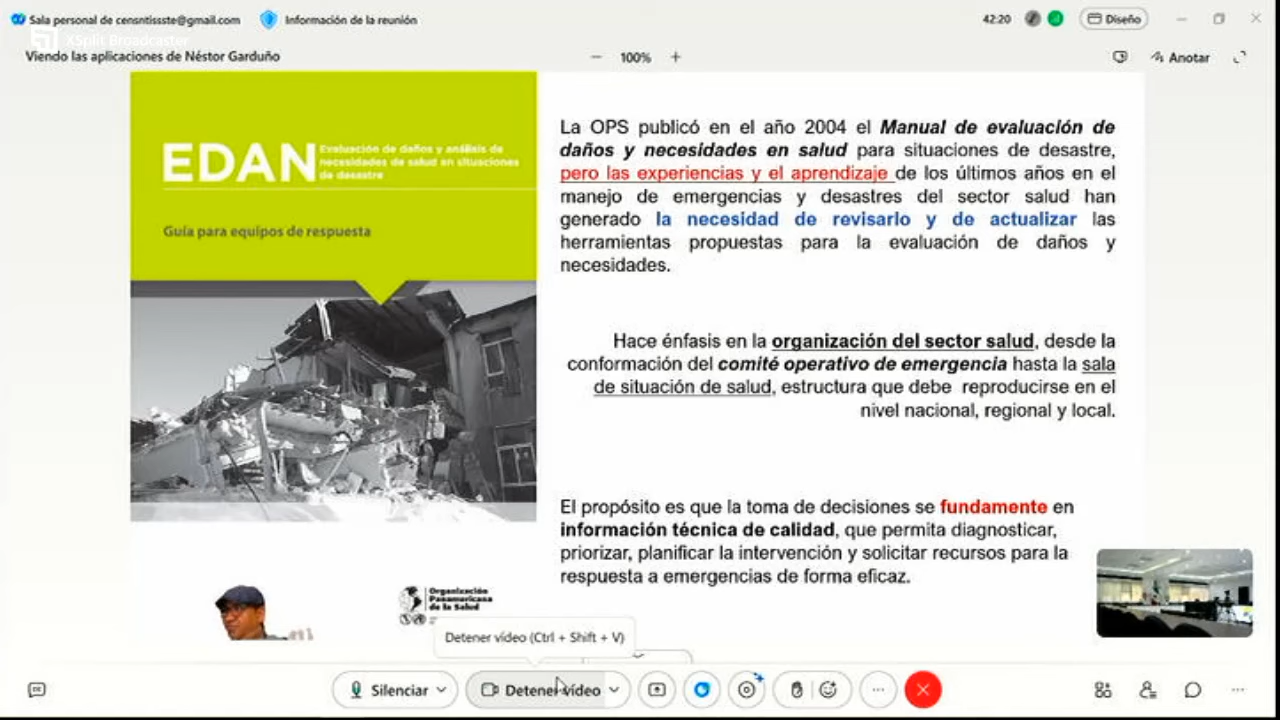 Sala personal de censntissste@gmail.com
Información de la reunión
42:20
Diseño
XSplit Broadcaster
Viendo las aplicaciones de Néstor Garduño
100%
Anotar
EDAN
Evaluación de daños y análisis de
necesidades de salud en situaciones
de desastre
Guía para equipos de respuesta
La OPS publicó en el año 2004 el Manual de evaluación de
daños y necesidades en salud para situaciones de desastre,
pero las experiencias y el aprendizaje de los últimos años en el
manejo de emergencias y desastres del sector salud han
generado la necesidad de revisarlo y de actualizar las
herramientas propuestas para la evaluación de daños y
necesidades.
Hace énfasis en la organización del sector salud, desde la
conformación del comité operativo de emergencia hasta la sala
de situación de salud, estructura que debe reproducirse en el
nivel nacional, regional y local.
El propósito es que la toma de decisiones se fundamente en
información técnica de calidad, que permita diagnosticar,
priorizar, planificar la intervención y solicitar recursos para la
respuesta a emergencias de forma eficaz.
Organización
Panamericana
de la Salud
Detener vídeo (Ctrl + Shift + V)
Silenciar
Detener vídeo